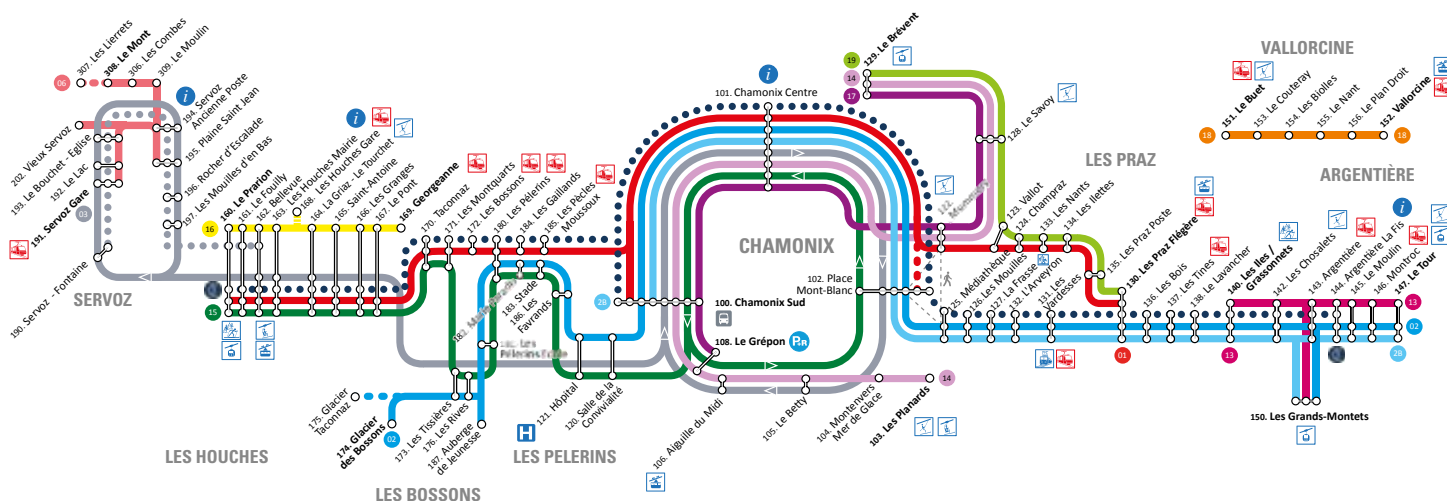 307. Les Lierrets
308. Le Mont
306. Les Combes
309. Le Moulin
06
i
194. Servoz
Ancienne Poste
195. Plaine Saint Jean
196. Rocher d'Escalade
197. Les Mouilles d'en Bas
202. Vieux Servoz
193. Le Bouchet - Eglise
192. Le Lac
191. Servoz Gare
03
190. Servoz - Fontaine
SERVOZ
160. Le Prarion
161. Le Fouilly
162. Bellevue
163. Les Houches Mairie
168. Les Houches Gare
164. La Griaz- Le Tourchet
165. Saint-Antoine
166. Les Granges
167. Le Pont
169. Georgeanne
i
16
15
LES HOUCHES
170. Taconnaz
171. Les Montquarts
172. Les Bossons
180. Les Pèlerins
184. Les Gaillands
185. Les Pècles
Moussoux
183. Stade
186. Les
Favrands
175. Glacier
Taconnaz
174. Glacier
des Bossons
02
173. Les Tissières
176. Les Rives
187. Auberge
de Jeunesse
LES BOSSONS
LES PELERINS
H
121. Hôpital
120. Salle de la
Convivialité
i
101. Chamonix Centre
CHAMONIX
102. Place
Mont-Blanc
100. Chamonix Sud
2B
108. Le Grépon
P+R
106. Aiguille du Midi
105. Le Betty
104. Montenvers
Mer de Glace
103. Les Planards
14
19
14
17
129. Le Brévent
128. Le Savoy
LES PRAZ
123. Vallot
124. Champraz
133. Les Nants
134. Les Ilettes
135. Les Praz Poste
130. Les Praz Flégère
125. Médiathèque
126. Les Mouilles
127. La Frasse
132. L'Arveyron
131. Les
Vardesses
01
136. Les Bois
137. Les Tines
138. Le Lavancher
140. Les Iles /
Grassonnets
13
142. Les Chosalets
143. Argentière
144. Argentière La Fis
145. Le Moulin
146. Montroc
147. Le Tour
13
02
2B
150. Les Grands-Montets
ARGENTIÈRE
i
VALLORCINE
18
151. Le Buet
153. Le Couteray
154. Les Biolles
155. Le Nant
156. Le Plan Droit
152. Vallorcine
18